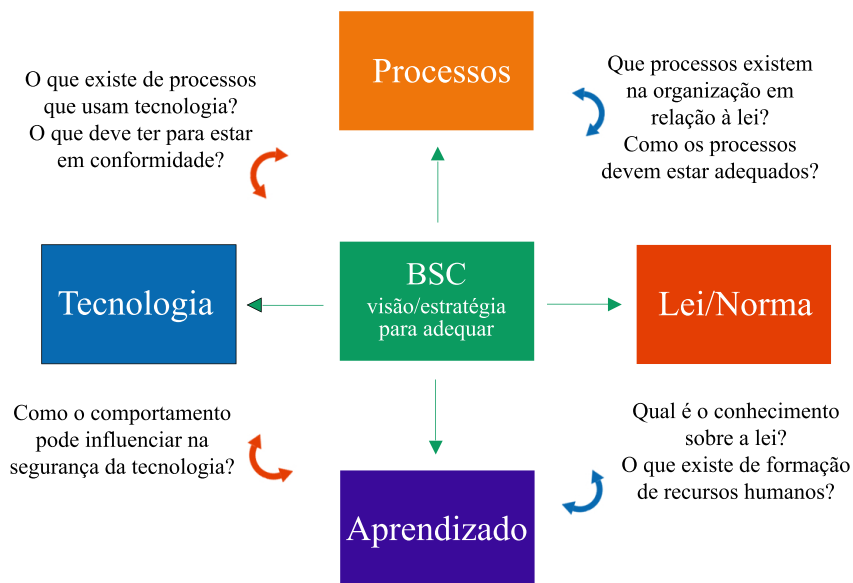 Processos
O que existe de processos
que usam tecnologia?
O que deve ter para estar
em conformidade?
Que processos existem
na organização em
relação à lei?
Como os processos
devem estar adequados?
Tecnologia
BSC
visão/estratégia
para adequar
Lei/Norma
Como o comportamento
pode influenciar na
segurança da tecnologia?
Qual é o conhecimento
sobre a lei?
O que existe de formação
de recursos humanos?
Aprendizado